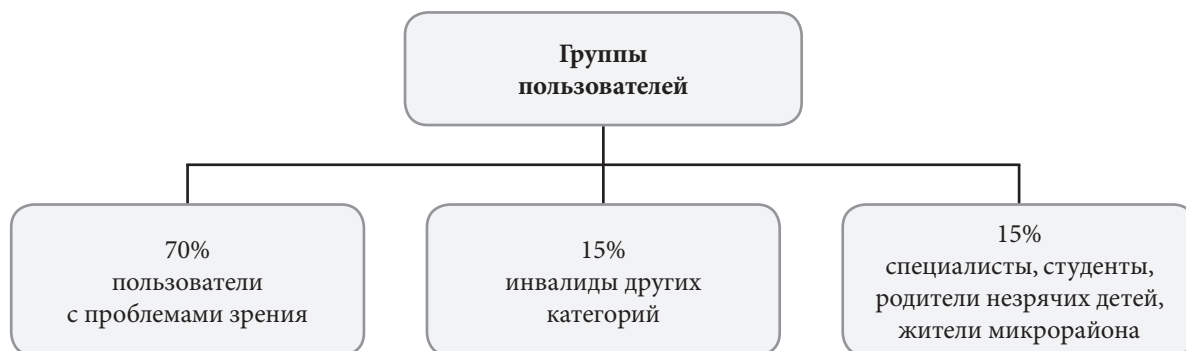 Группы
пользователей
70%
пользователи
с проблемами зрения
15%
инвалиды других
категорий
15%
специалисты, студенты,
родители незрячих детей,
жители микрорайона